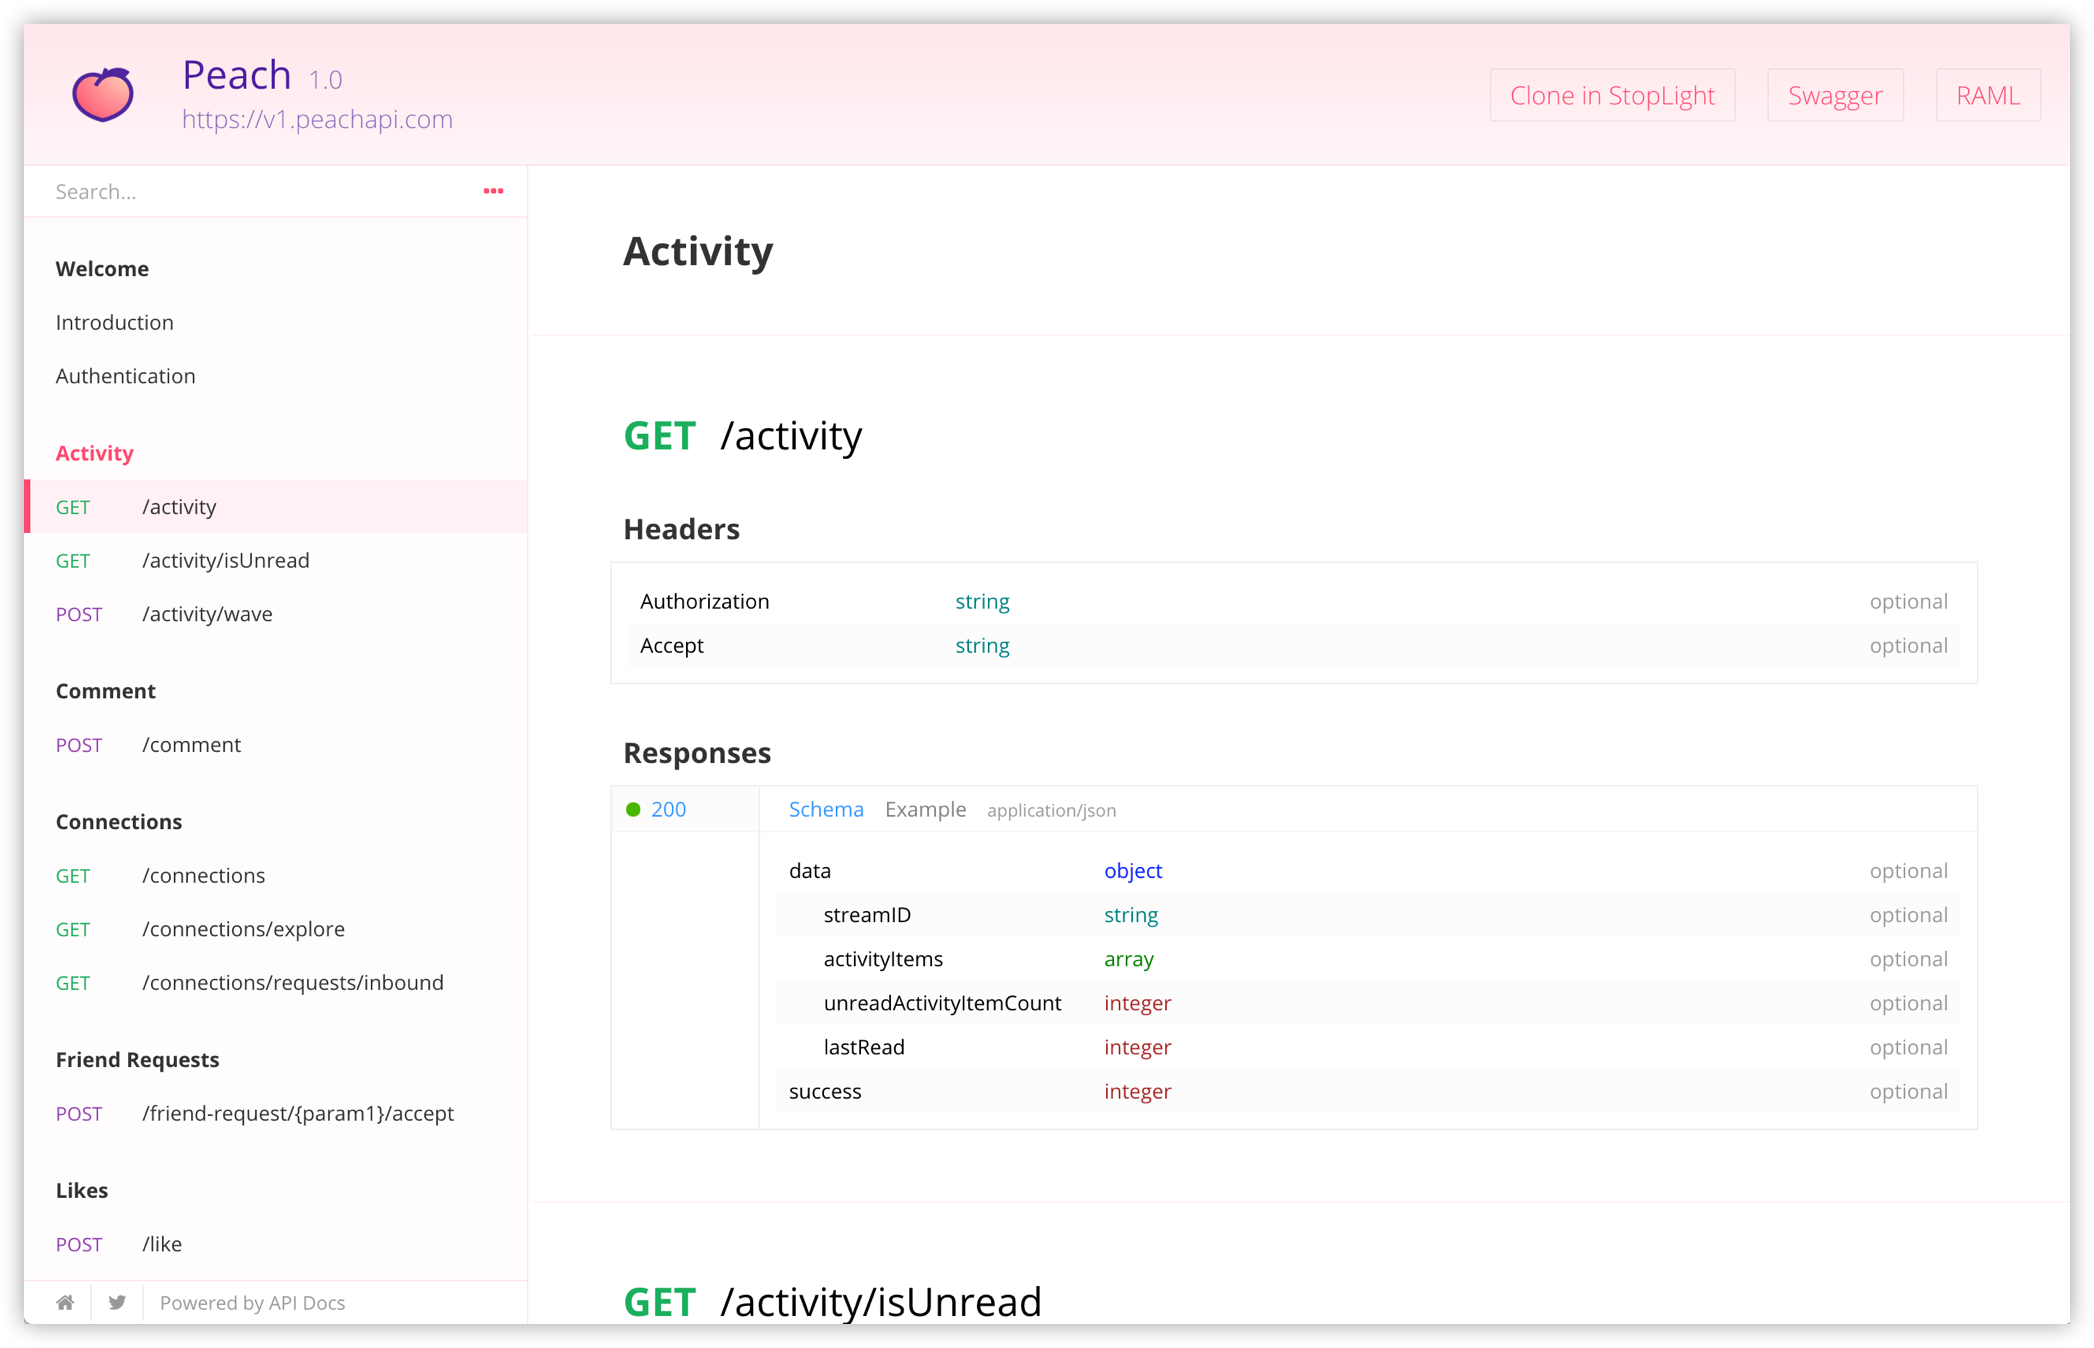 Peach 1.0
https://v1.peachapi.com
Clone in StopLight
Swagger
RAML
Search...
Welcome
Introduction
Authentication
Activity
GET /activity
GET /activity/isUnread
POST /activity/wave
Comment
POST /comment
Connections
GET /connections
GET /connections/explore
GET /connections/requests/inbound
Friend Requests
POST /friend-request/{param1}/accept
Likes
POST /like
Powered by API Docs
Activity
GET /activity
Headers
Authorization string optional
Accept string optional
Responses
200 Schema Example application/json
data object optional
streamID string optional
activityItems array optional
unreadActivityItemCount integer optional
lastRead integer optional
success integer optional
GET /activity/isUnread